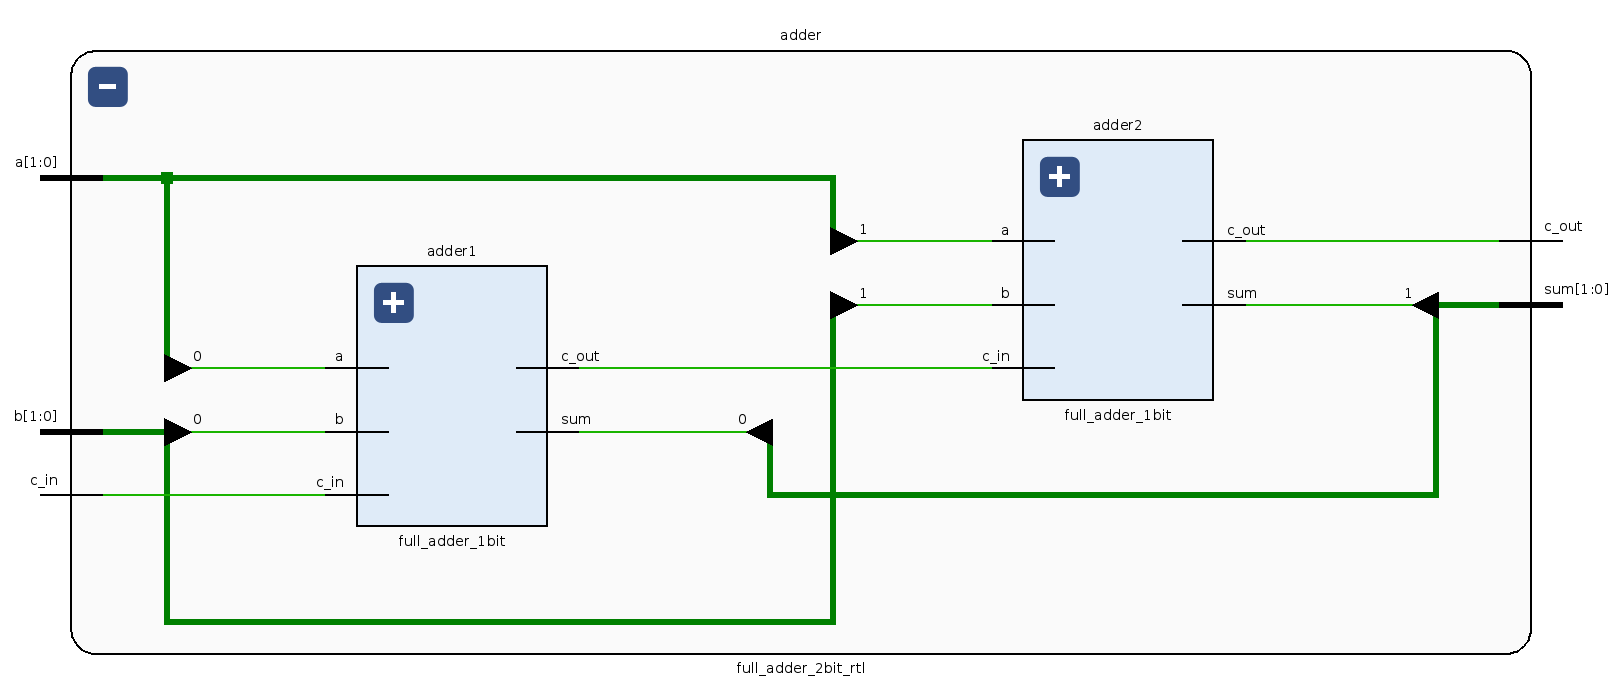 adder
adder2
a[1:0]
1
a
c_out
c_out
adder1
1
b
sum
1
sum[1:0]
0
a
c_out
c_in
b[1:0]
0
b
sum
0
full_adder_1bit
c_in
c_in
full_adder_1bit
full_adder_2bit_rtl